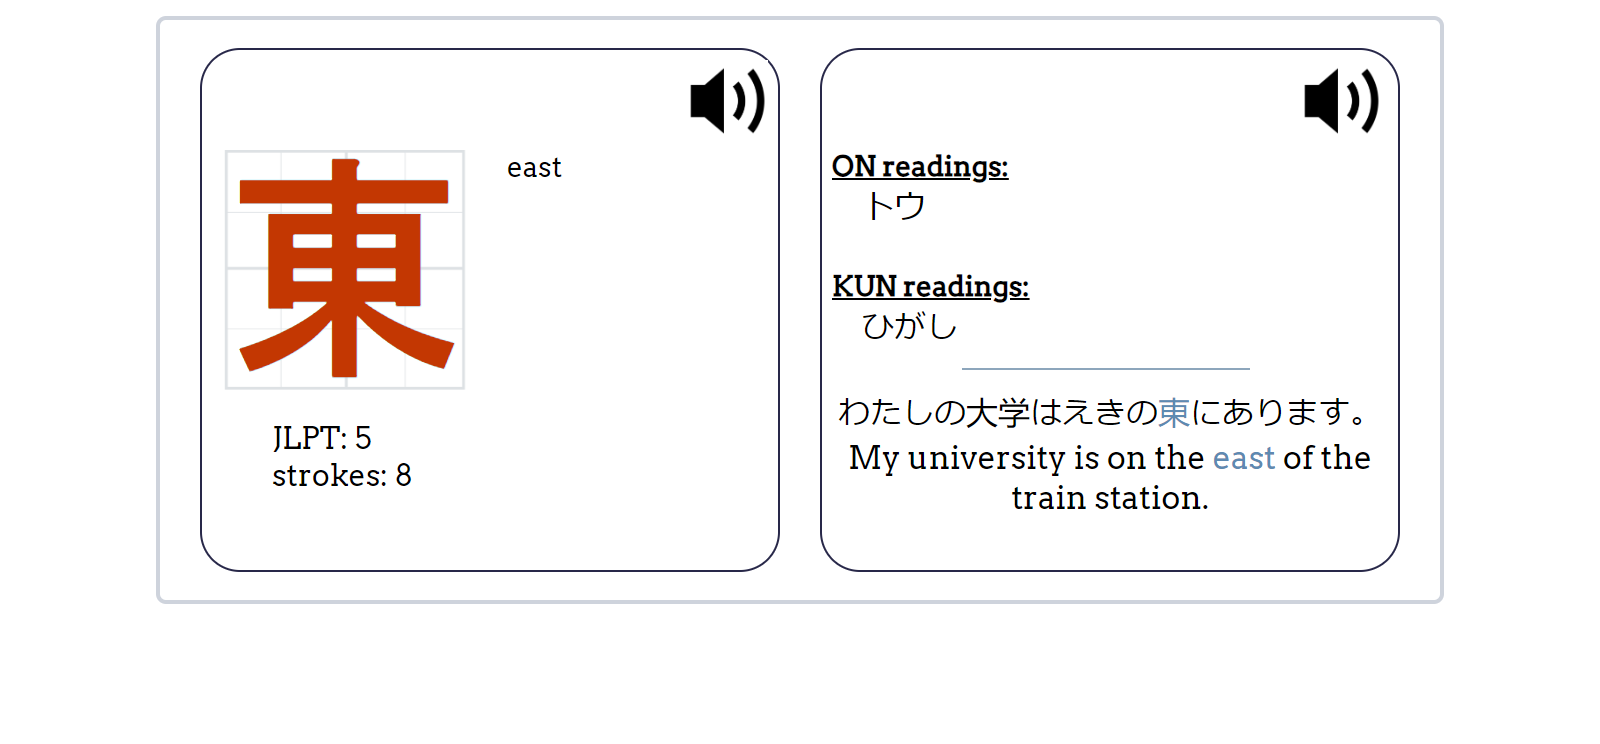 東
east
JLPT: 5
strokes: 8
ON readings:
トウ
KUN readings:
ひがし
わたしの大学はえきの東にあります。
My university is on the east of the
train station.